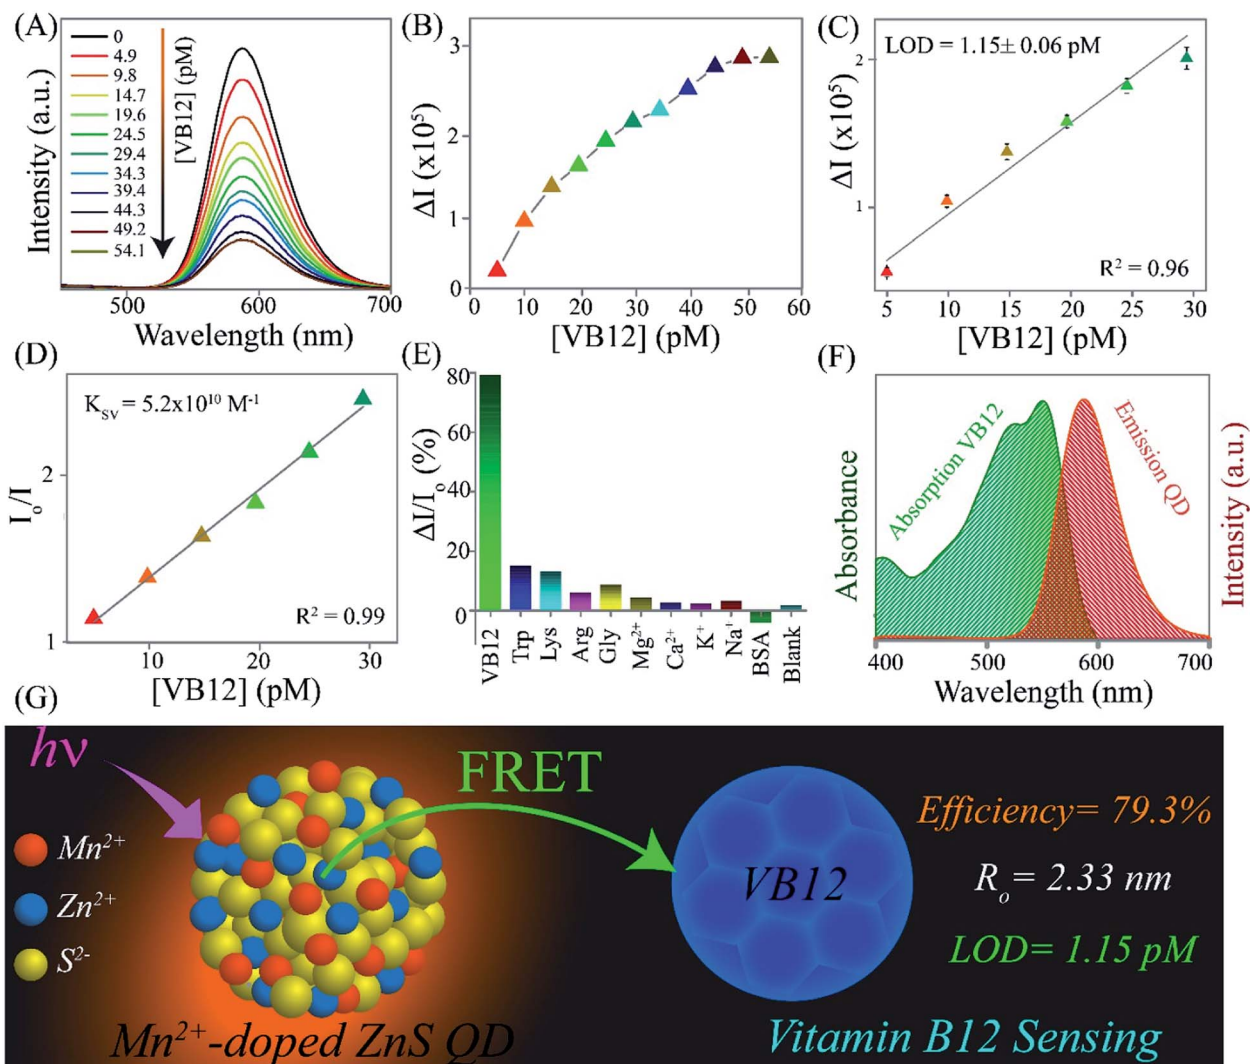 (A)
0
4.9
9.8
14.7
19.6
24.5
29.4
34.3
39.4
44.3
49.2
54.1
[VB12] (pM)
Intensity (a.u.)
500
600
700
Wavelength (nm)
(B)
3
2
1
0
ΔI (x10⁵)
0
10
20
30
40
50
60
[VB12] (pM)
(C)
LOD = 1.15± 0.06 pM
2
1
ΔI (x10⁵)
R² = 0.96
5
10
15
20
25
30
[VB12] (pM)
(D)
K_SV = 5.2x10¹⁰ M⁻¹
2
1
Iₒ/I
R² = 0.99
10
20
30
[VB12] (pM)
(E)
80
60
40
20
0
ΔI/Iₒ (%)
VB12
Trp
Lys
Arg
Gly
Mg²⁺
Ca²⁺
K⁺
Na⁺
BSA
Blank
(F)
Absorbance
Absorption VB12
Emission QD
Intensity (a.u.)
400
500
600
700
Wavelength (nm)
(G)
hν
FRET
Mn²⁺
Zn²⁺
S²⁻
VB12
Efficiency= 79.3%
Rₒ= 2.33 nm
LOD= 1.15 pM
Mn²⁺-doped ZnS QD
Vitamin B12 Sensing